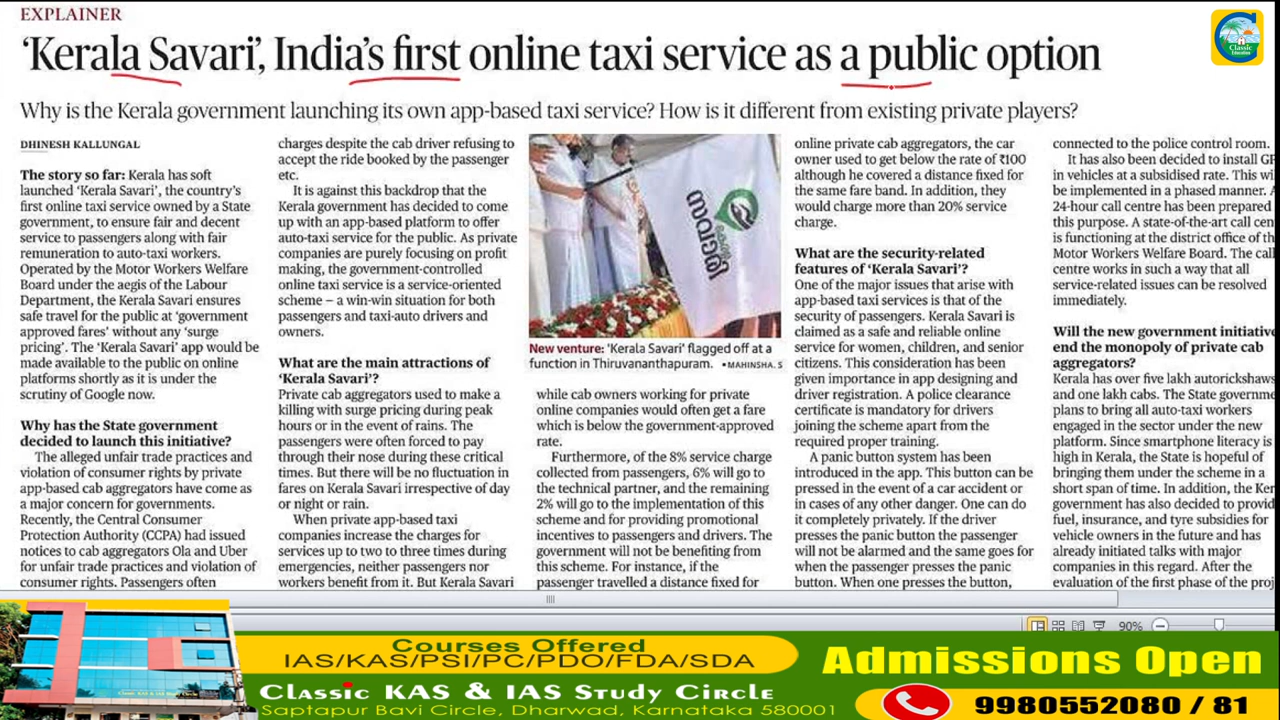 EXPLAINER
‘Kerala Savari’, India’s first online taxi service as a public option
Classic
Education
Why is the Kerala government launching its own app-based taxi service? How is it different from existing private players?
DHINESH KALLUNGAL
The story so far: Kerala has soft
launched ‘Kerala Savari’, the country’s
first online taxi service owned by a State
government, to ensure fair and decent
service to passengers along with fair
remuneration to auto-taxi workers.
Operated by the Motor Workers Welfare
Board under the aegis of the Labour
Department, the Kerala Savari ensures
safe travel for the public at ‘government
approved fares’ without any ‘surge
pricing’. The ‘Kerala Savari’ app would be
made available to the public on online
platforms shortly as it is under the
scrutiny of Google now.
Why has the State government
decided to launch this initiative?
The alleged unfair trade practices and
violation of consumer rights by private
app-based cab aggregators have come as
a major concern for governments.
Recently, the Central Consumer
Protection Authority (CCPA) had issued
notices to cab aggregators Ola and Uber
for unfair trade practices and violation of
consumer rights. Passengers often
charges despite the cab driver refusing to
accept the ride booked by the passenger
etc.
It is against this backdrop that the
Kerala government has decided to come
up with an app-based platform to offer
auto-taxi service for the public. As private
companies are purely focusing on profit
making, the government-controlled
online taxi service is a service-oriented
scheme – a win-win situation for both
passengers and taxi-auto drivers and
owners.
What are the main attractions of
‘Kerala Savari’?
Private cab aggregators used to make a
killing with surge pricing during peak
hours or in the event of rains. The
passengers were often forced to pay
through their nose during these critical
times. But there will be no fluctuation in
fares on Kerala Savari irrespective of day
or night or rain.
When private app-based taxi
companies increase the charges for
services up to two to three times during
emergencies, neither passengers nor
workers benefit from it. But Kerala Savari
കേരള
സവാരി
New venture: ‘Kerala Savari’ flagged off at a
function in Thiruvananthapuram. • MAHINSHA. S
while cab owners working for private
online companies would often get a fare
which is below the government-approved
rate.
Furthermore, of the 8% service charge
collected from passengers, 6% will go to
the technical partner, and the remaining
2% will go to the implementation of this
scheme and for providing promotional
incentives to passengers and drivers. The
government will not be benefiting from
this scheme. For instance, if the
passenger travelled a distance fixed for
online private cab aggregators, the car
owner used to get below the rate of ₹100
although he covered a distance fixed for
the same fare band. In addition, they
would charge more than 20% service
charge.
What are the security-related
features of ‘Kerala Savari’?
One of the major issues that arise with
app-based taxi services is that of the
security of passengers. Kerala Savari is
claimed as a safe and reliable online
service for women, children, and senior
citizens. This consideration has been
given importance in app designing and
driver registration. A police clearance
certificate is mandatory for drivers
joining the scheme apart from the
required proper training.
A panic button system has been
introduced in the app. This button can be
pressed in the event of a car accident or
in cases of any other danger. One can do
it completely privately. If the driver
presses the panic button the passenger
will not be alarmed and the same goes for
when the passenger presses the panic
button. When one presses the button,
connected to the police control room.
It has also been decided to install GP
in vehicles at a subsidised rate. This wi
be implemented in a phased manner. A
24-hour call centre has been prepared
this purpose. A state-of-the-art call cen
is functioning at the district office of th
Motor Workers Welfare Board. The call
centre works in such a way that all
service-related issues can be resolved
immediately.
Will the new government initiative
end the monopoly of private cab
aggregators?
Kerala has over five lakh autorickshaws
and one lakh cabs. The State governme
plans to bring all auto-taxi workers
engaged in the sector under the new
platform. Since smartphone literacy is
high in Kerala, the State is hopeful of
bringing them under the scheme in a
short span of time. In addition, the Ker
government has also decided to provid
fuel, insurance, and tyre subsidies for
vehicle owners in the future and has
already initiated talks with major
companies in this regard. After the
evaluation of the first phase of the proj
90%
Courses Offered
IAS/KAS/PSI/PC/PDO/FDA/SDA
Classic KAS & IAS Study Circle
Saptapur Bavi Circle, Dharwad, Karnataka 580001
Admissions Open
9980552080 / 81